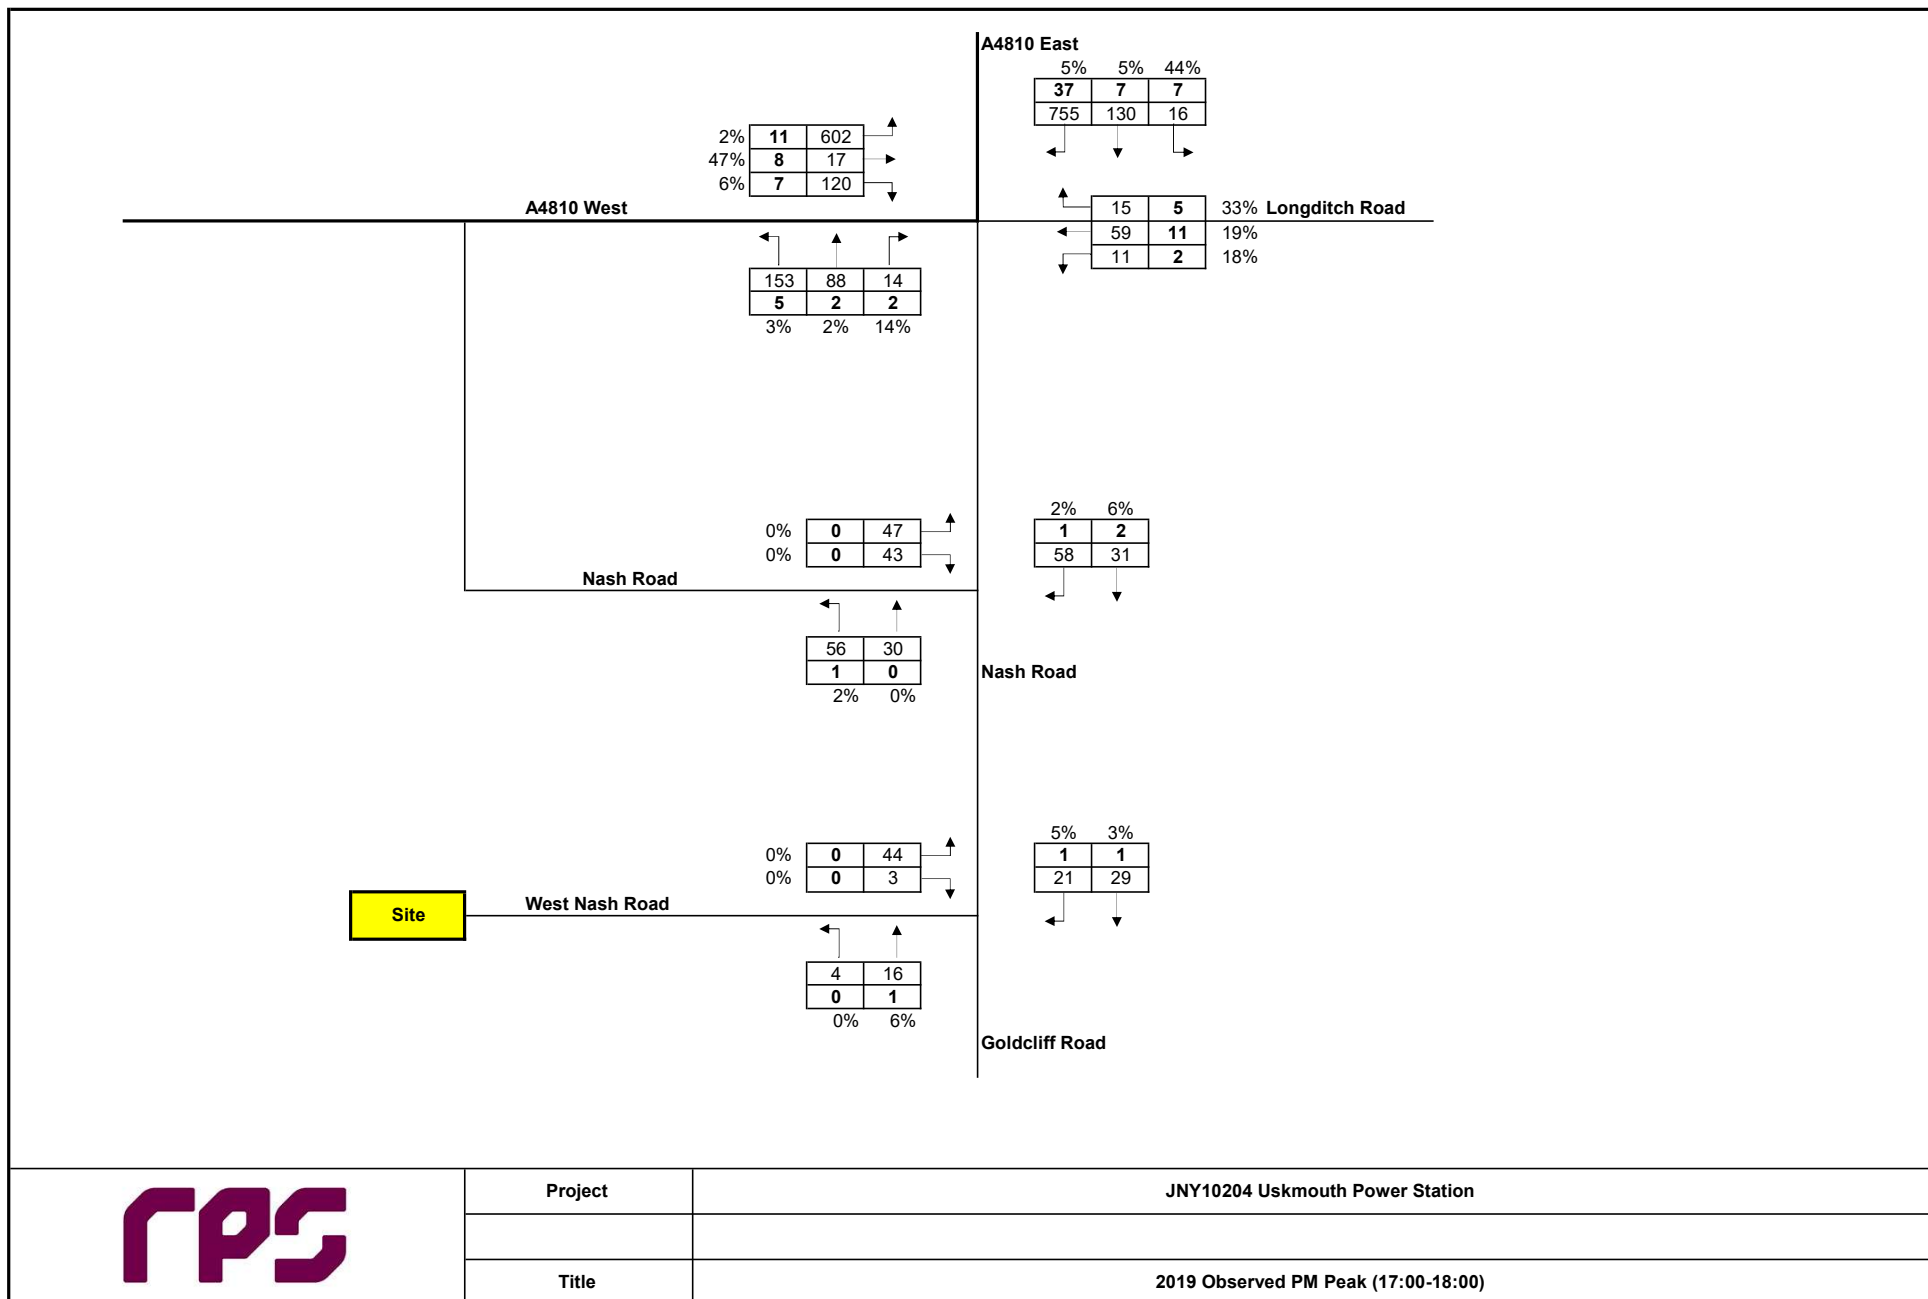 A4810 East
5% 5% 44%
37 7 7
755 130 16
2% 11 602
47% 8 17
6% 7 120
A4810 West
15 5 33% Longditch Road
59 11 19%
11 2 18%
153 88 14
5 2 2
3% 2% 14%
0% 0 47
0% 0 43
2% 6%
1 2
58 31
Nash Road
56 30
1 0
2% 0%
Nash Road
0% 0 44
0% 0 3
5% 3%
1 1
21 29
Site
West Nash Road
4 16
0 1
0% 6%
Goldcliff Road
rps
Project JNY10204 Uskmouth Power Station
Title 2019 Observed PM Peak (17:00-18:00)